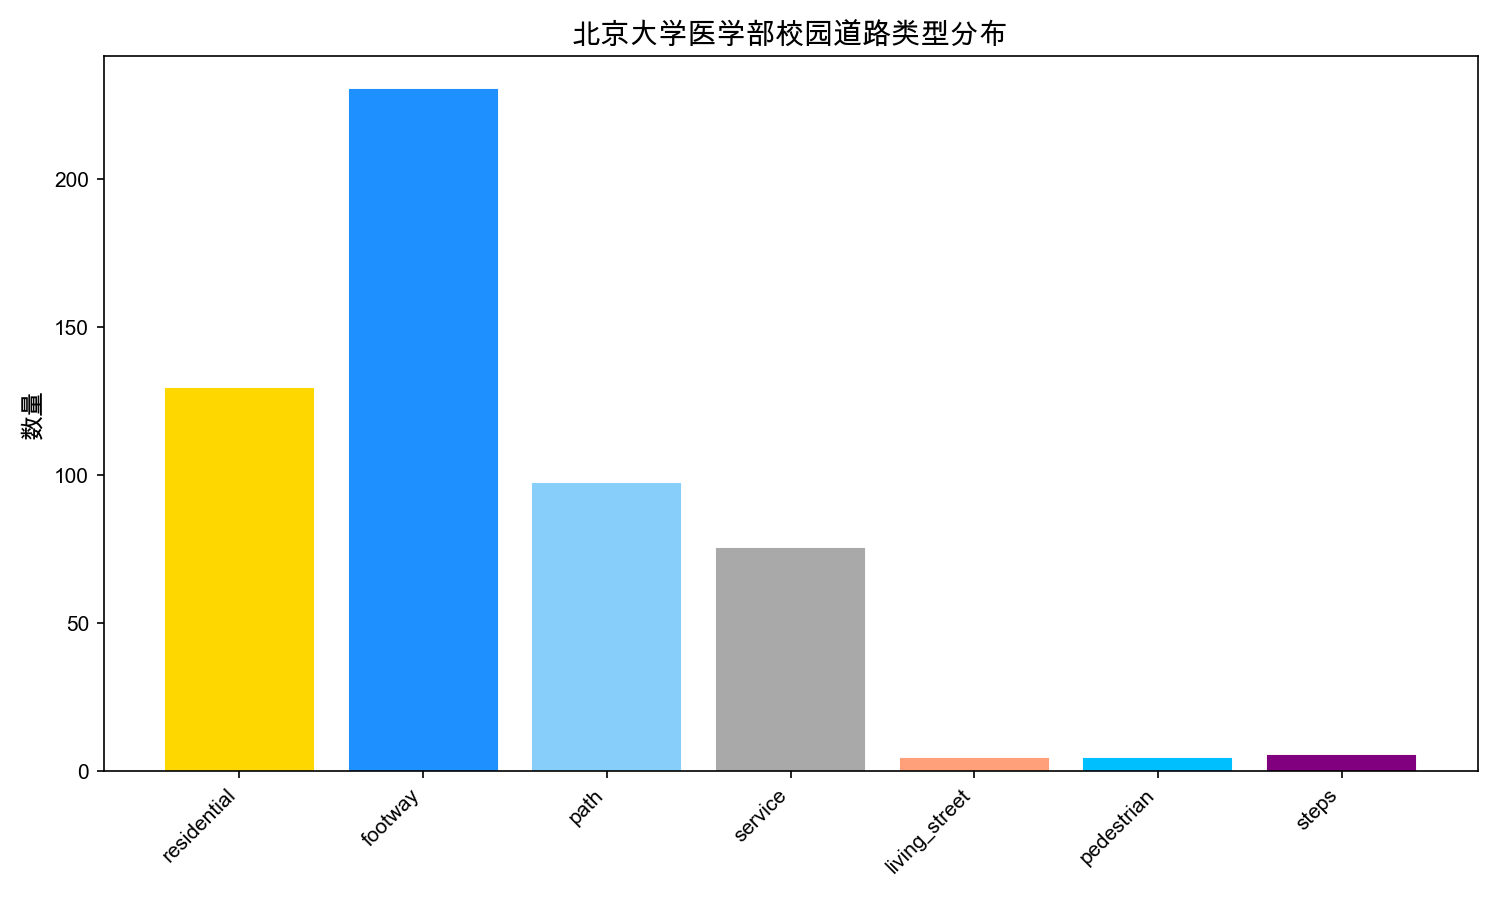 北京大学医学部校园道路类型分布
数量
200
150
100
50
0
residential
footway
path
service
living_street
pedestrian
steps